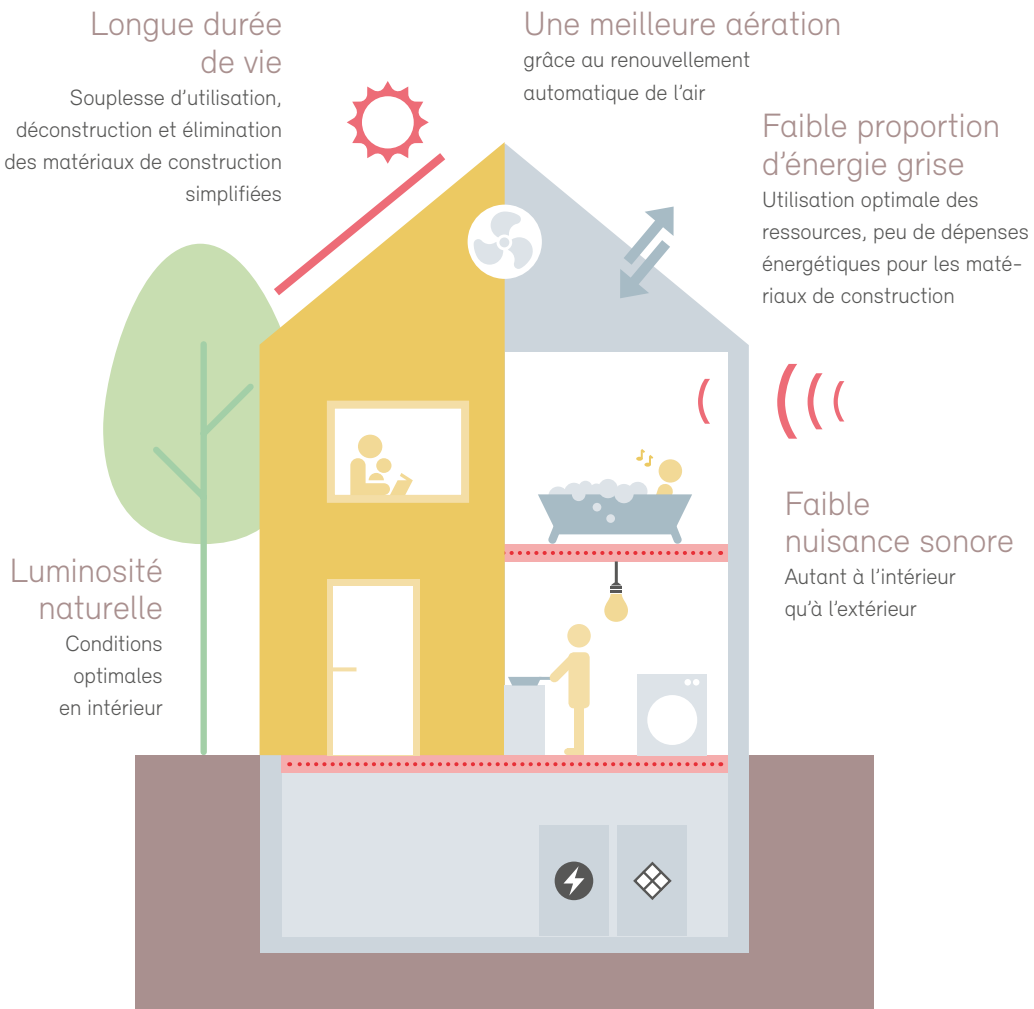 Longue durée
de vie
Souplesse d’utilisation,
déconstruction et élimination
des matériaux de construction
simplifiées
Une meilleure aération
grâce au renouvellement
automatique de l’air
Faible proportion
d’énergie grise
Utilisation optimale des
ressources, peu de dépenses
énergétiques pour les maté-
riaux de construction
Faible
nuisance sonore
Autant à l’intérieur
qu’à l’extérieur
Luminosité
naturelle
Conditions
optimales
en intérieur